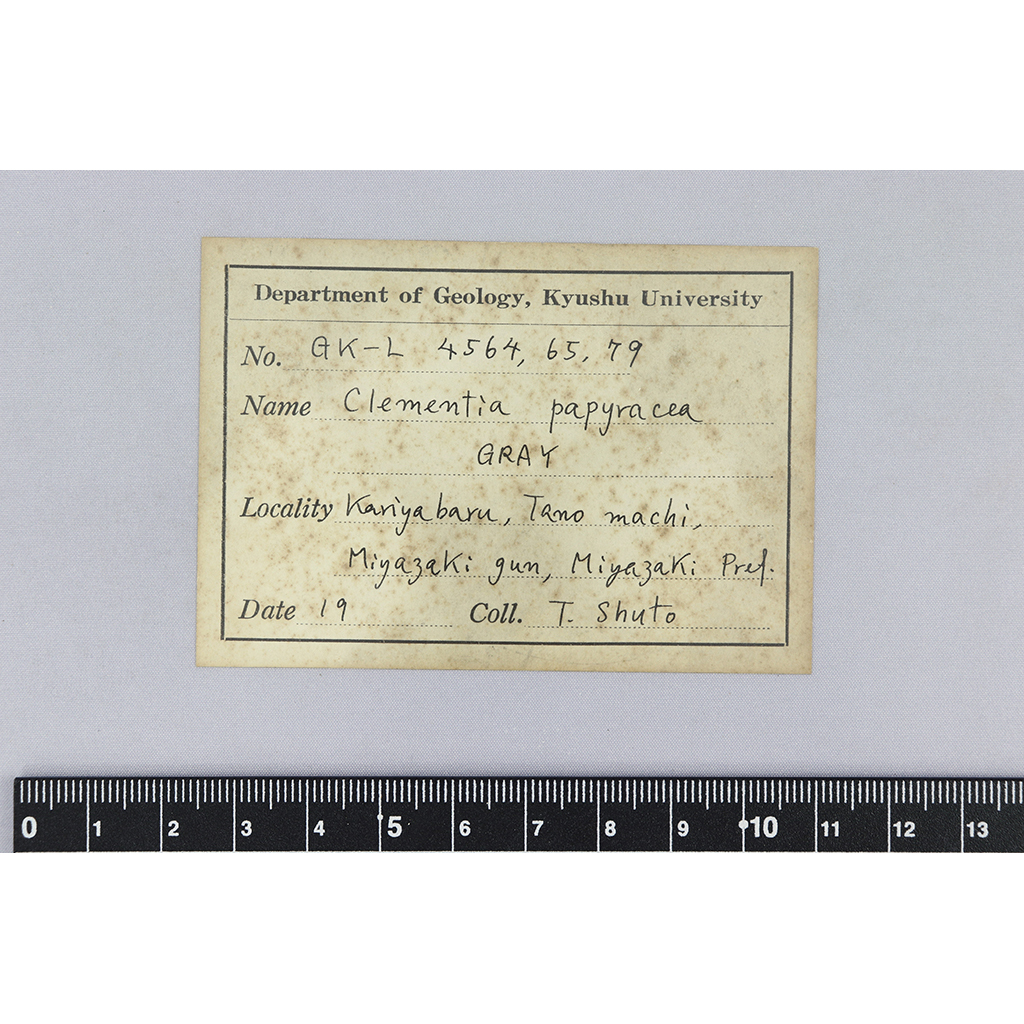 Department of Geology, Kyushu University
No. GK-L 4564, 65, 79
Name Clementia papyracea
GRAY
Locality Kariyabaru, Tano machi,
Miyazaki gun, Miyazaki Pref.
Date 19 Coll. T. Shuto
0 1 2 3 4 5 6 7 8 9 10 11 12 13